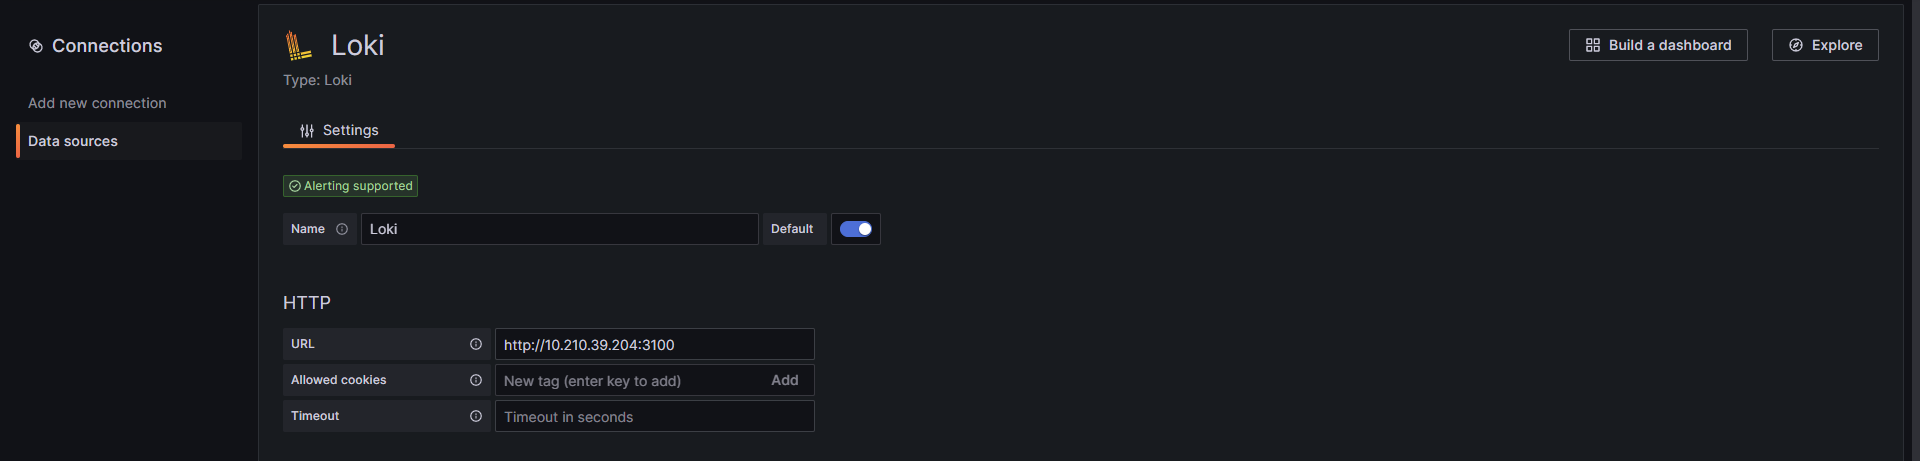 Connections
Add new connection
Data sources
Loki
Type: Loki
Build a dashboard
Explore
Settings
Alerting supported
Name
Loki
Default
HTTP
URL
http://10.210.39.204:3100
Allowed cookies
New tag (enter key to add)
Add
Timeout
Timeout in seconds